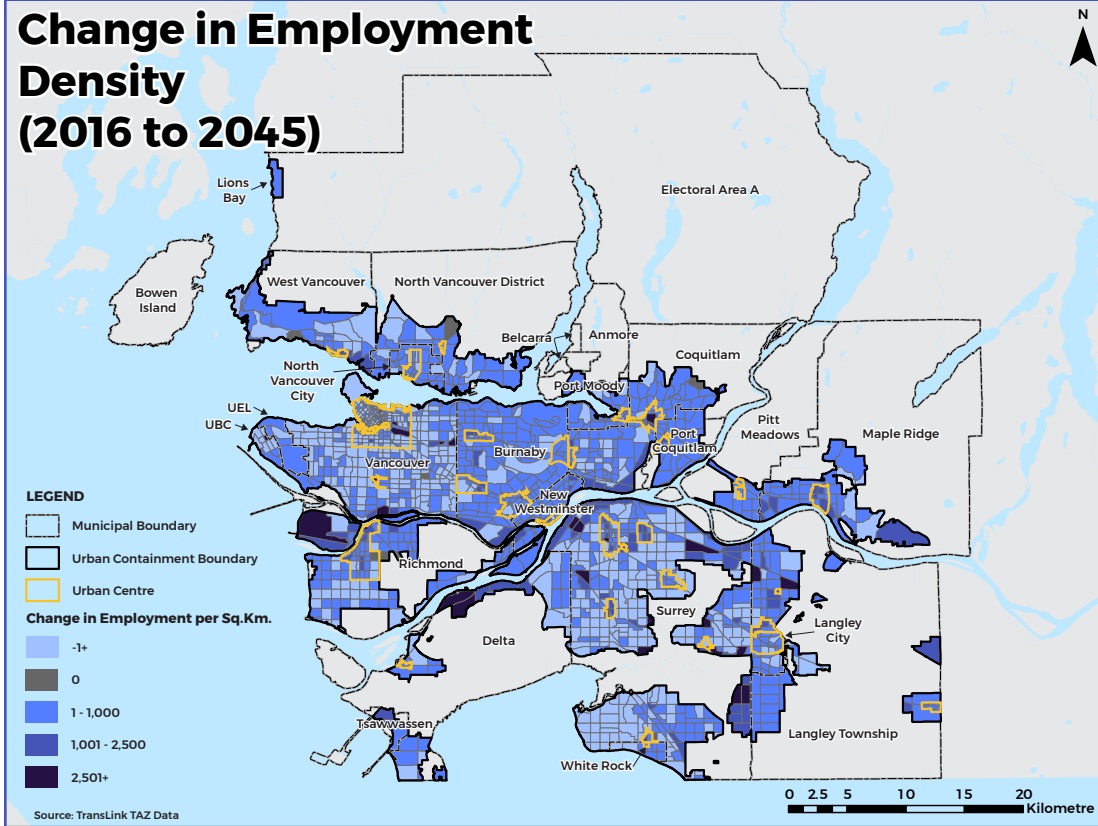 Change in Employment
Density
(2016 to 2045)
N
Lions
Bay
Electoral Area A
West Vancouver
North Vancouver District
Bowen
Island
Belcarra
Anmore
Coquitlam
North
Vancouver
City
Port Moody
UEL
UBC
Pitt
Meadows
Maple Ridge
Port
Coquitlam
Vancouver
Burnaby
New
Westminster
Richmond
Surrey
Langley
City
Delta
Tsawwassen
Langley Township
White Rock
LEGEND
Municipal Boundary
Urban Containment Boundary
Urban Centre
Change in Employment per Sq.Km.
-1+
0
1 - 1,000
1,001 - 2,500
2,501+
Source: TransLink TAZ Data
0 2.5 5 10 15 20
Kilometre